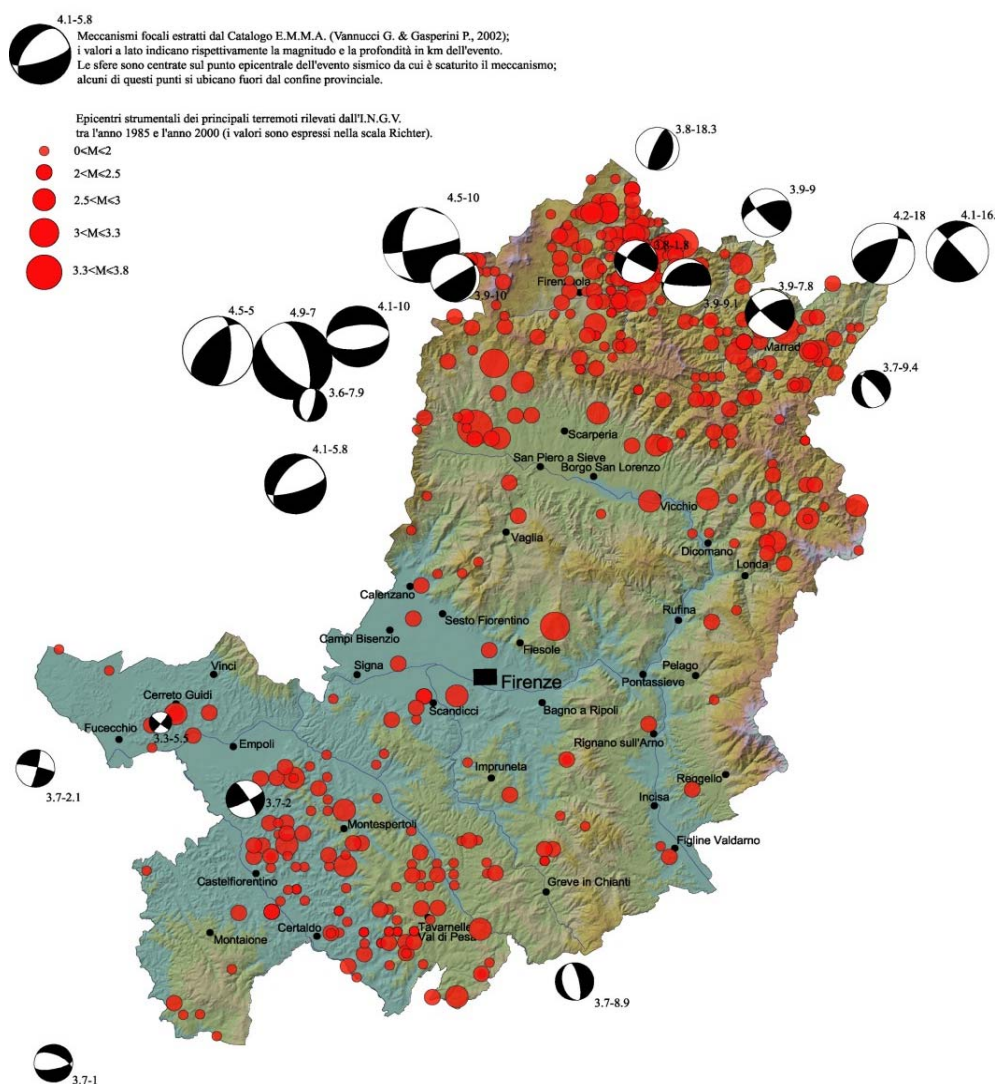 4.1-5.8
Meccanismi focali estratti dal Catalogo E.M.M.A. (Vannucci G. & Gasperini P., 2002);
i valori a lato indicano rispettivamente la magnitudo e la profondità in km dell'evento.
Le sfere sono centrate sul punto epicentrale dell'evento sismico da cui è scaturito il meccanismo;
alcuni di questi punti si ubicano fuori dal confine provinciale.
Epicentri strumentali dei principali terremoti rilevati dall'I.N.G.V.
tra l'anno 1985 e l'anno 2000 (i valori sono espressi nella scala Richter).
0<M≤2
2<M≤2.5
2.5<M≤3
3<M≤3.3
3.3<M≤3.8
3.8-18.3
3.9-9
4.5-10
4.2-18
4.1-16.
3.8-1.8
Firenzuola
3.9-10
3.9-9.1
3.9-7.8
4.5-5
4.9-7
4.1-10
Marrad
3.6-7.9
3.7-9.4
Scarperia
4.1-5.8
San Piero a Sieve
Borgo San Lorenzo
Vicchio
Vaglia
Dicomano
Londa
Calenzano
Sesto Fiorentino
Rufina
Campi Bisenzio
Fiesole
Vinci
Signa
Firenze
Pelago
Pontassieve
Cerreto Guidi
Scandicci
Bagno a Ripoli
Fucecchio
3.3-5.5
Empoli
Rignano sull'Arno
3.7-2.1
Impruneta
Reggello
3.7-2
Incisa
Montespertoli
Figline Valdarno
Castelfiorentino
Greve in Chianti
Montaione
Certaldo
Tavarnelle
Val di Pesa
3.7-8.9
3.7-1